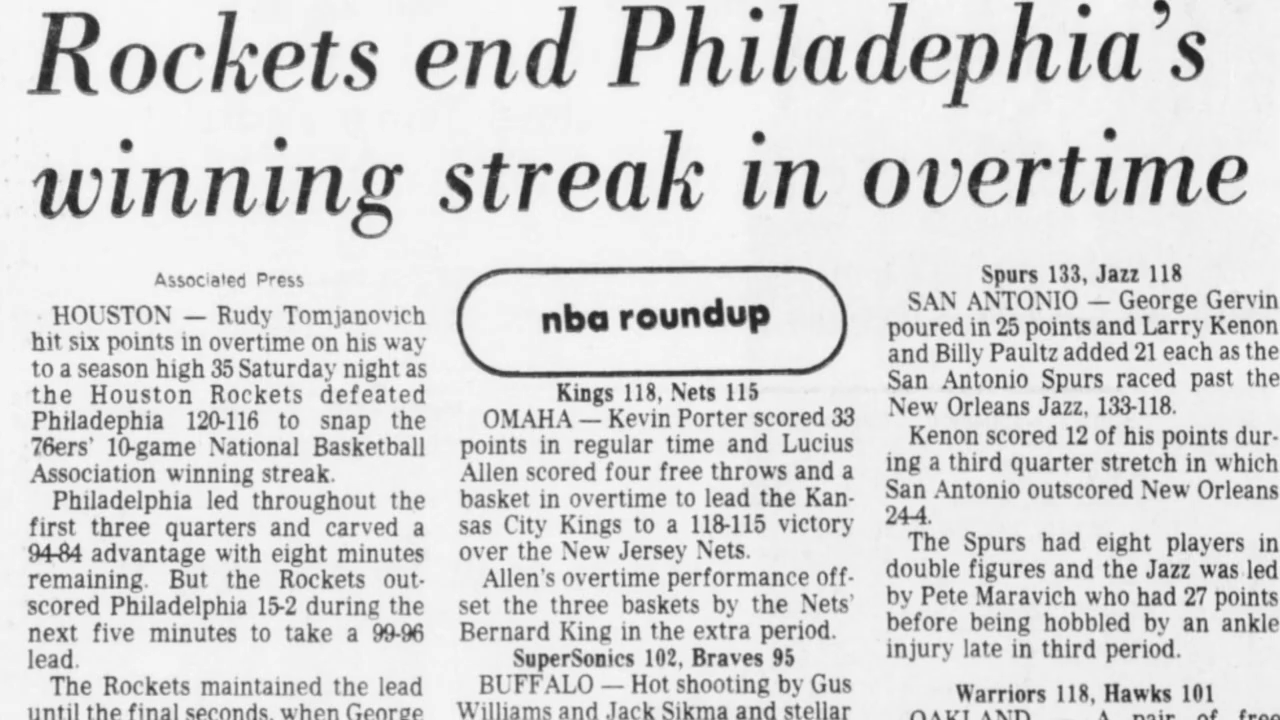 Rockets end Philadephia's
winning streak in overtime
Associated Press
HOUSTON — Rudy Tomjanovich
hit six points in overtime on his way
to a season high 35 Saturday night as
the Houston Rockets defeated
Philadephia 120-116 to snap the
76ers' 10-game National Basketball
Association winning streak.
Philadelphia led throughout the
first three quarters and carved a
94-84 advantage with eight minutes
remaining. But the Rockets out-
scored Philadelphia 15-2 during the
next five minutes to take a 99-96
lead.
The Rockets maintained the lead
until the final seconds, when George
nba roundup
Kings 118, Nets 115
OMAHA — Kevin Porter scored 33
points in regular time and Lucius
Allen scored four free throws and a
basket in overtime to lead the Kan-
sas City Kings to a 118-115 victory
over the New Jersey Nets.
Allen's overtime performance off-
set the three baskets by the Nets'
Bernard King in the extra period.
SuperSonics 102, Braves 95
BUFFALO — Hot shooting by Gus
Williams and Jack Sikma and stellar
Spurs 133, Jazz 118
SAN ANTONIO — George Gervin
poured in 25 points and Larry Kenon
and Billy Paultz added 21 each as the
San Antonio Spurs raced past the
New Orleans Jazz, 133-118.
Kenon scored 12 of his points dur-
ing a third quarter stretch in which
San Antonio outscored New Orleans
24-4.
The Spurs had eight players in
double figures and the Jazz was led
by Pete Maravich who had 27 points
before being hobbled by an ankle
injury late in third period.
Warriors 118, Hawks 101
OAKLAND — A pair of free